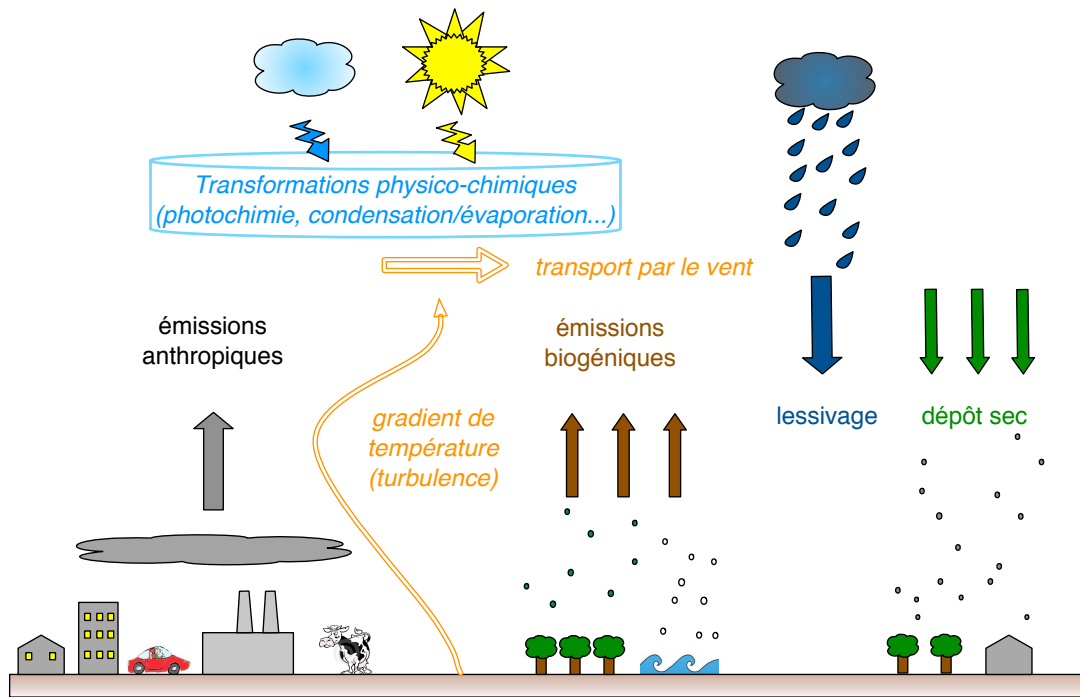 Transformations physico-chimiques
(photochimie, condensation/évaporation...)
transport par le vent
émissions
anthropiques
émissions
biogéniques
gradient de
température
(turbulence)
lessivage
dépôt sec